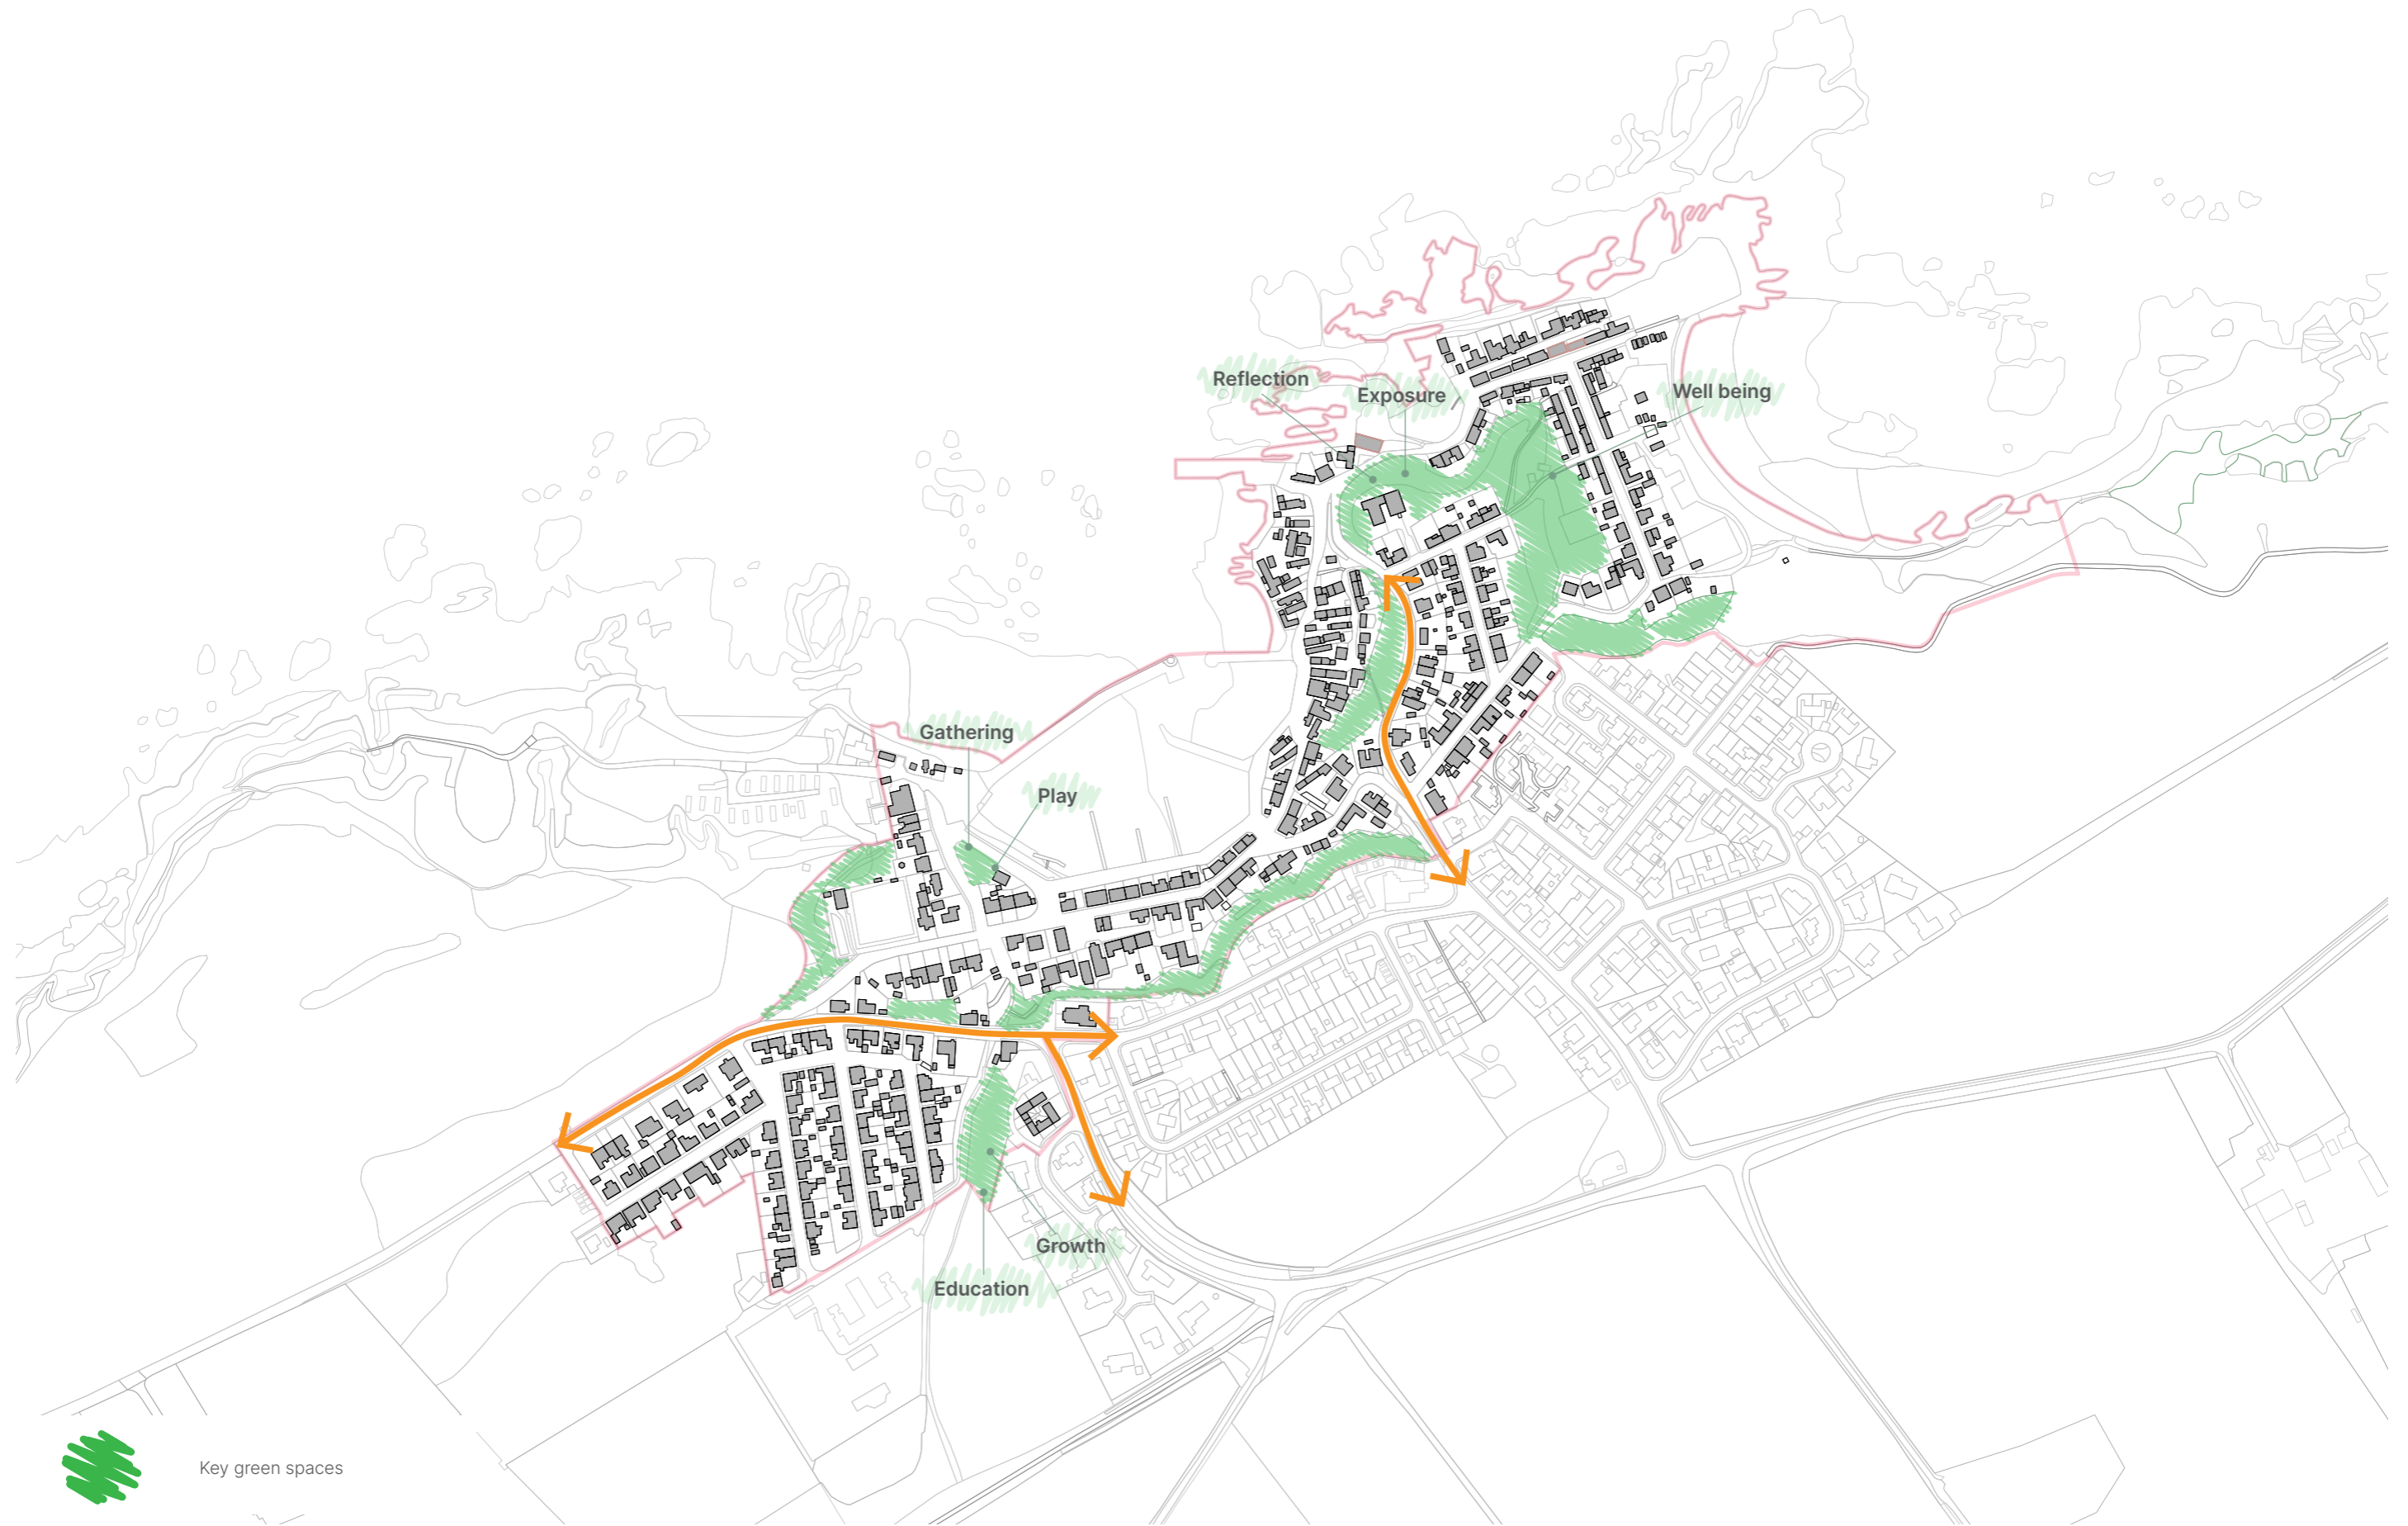 Reflection
Exposure
Well being
Gathering
Play
Growth
Education
Key green spaces